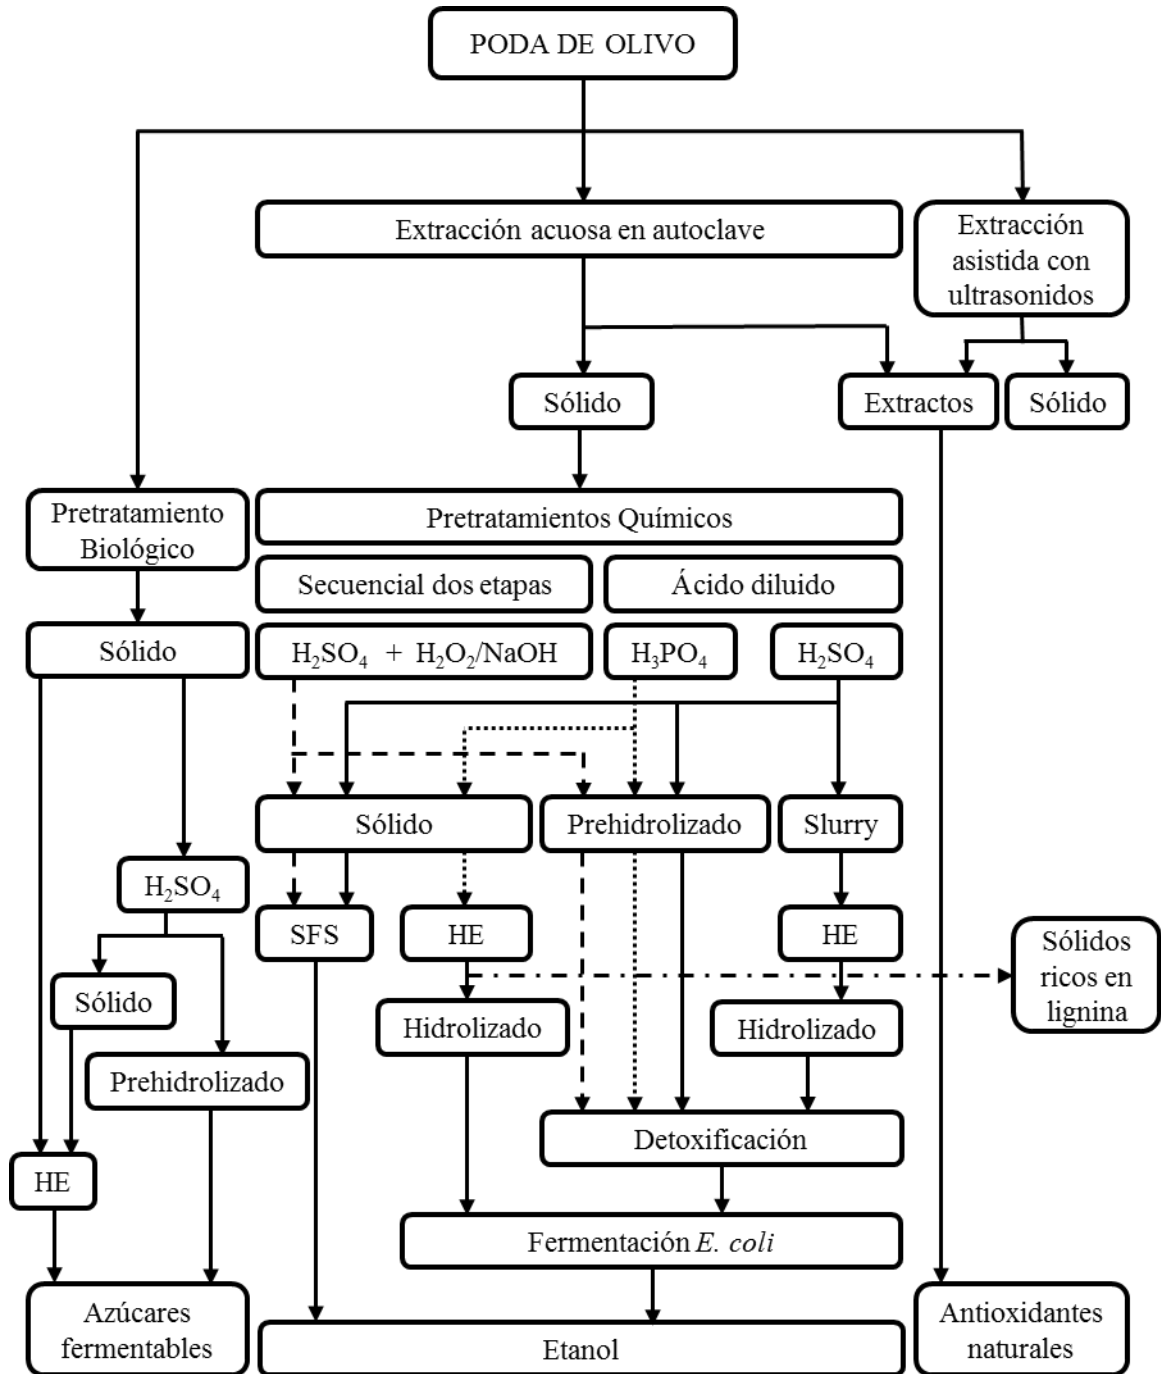 PODA DE OLIVO
Extracción acuosa en autoclave
Extracción
asistida con
ultrasonidos
Sólido
Extractos
Sólido
Pretratamiento
Biológico
Pretratamientos Químicos
Secuencial dos etapas
Ácido diluido
Sólido
H₂SO₄ + H₂O₂/NaOH
H₃PO₄
H₂SO₄
Sólido
Prehidrolizado
Slurry
H₂SO₄
SFS
HE
HE
Sólidos
ricos en
lignina
Sólido
Hidrolizado
Hidrolizado
Prehidrolizado
Detoxificación
HE
Fermentación E. coli
Azúcares
fermentables
Etanol
Antioxidantes
naturales